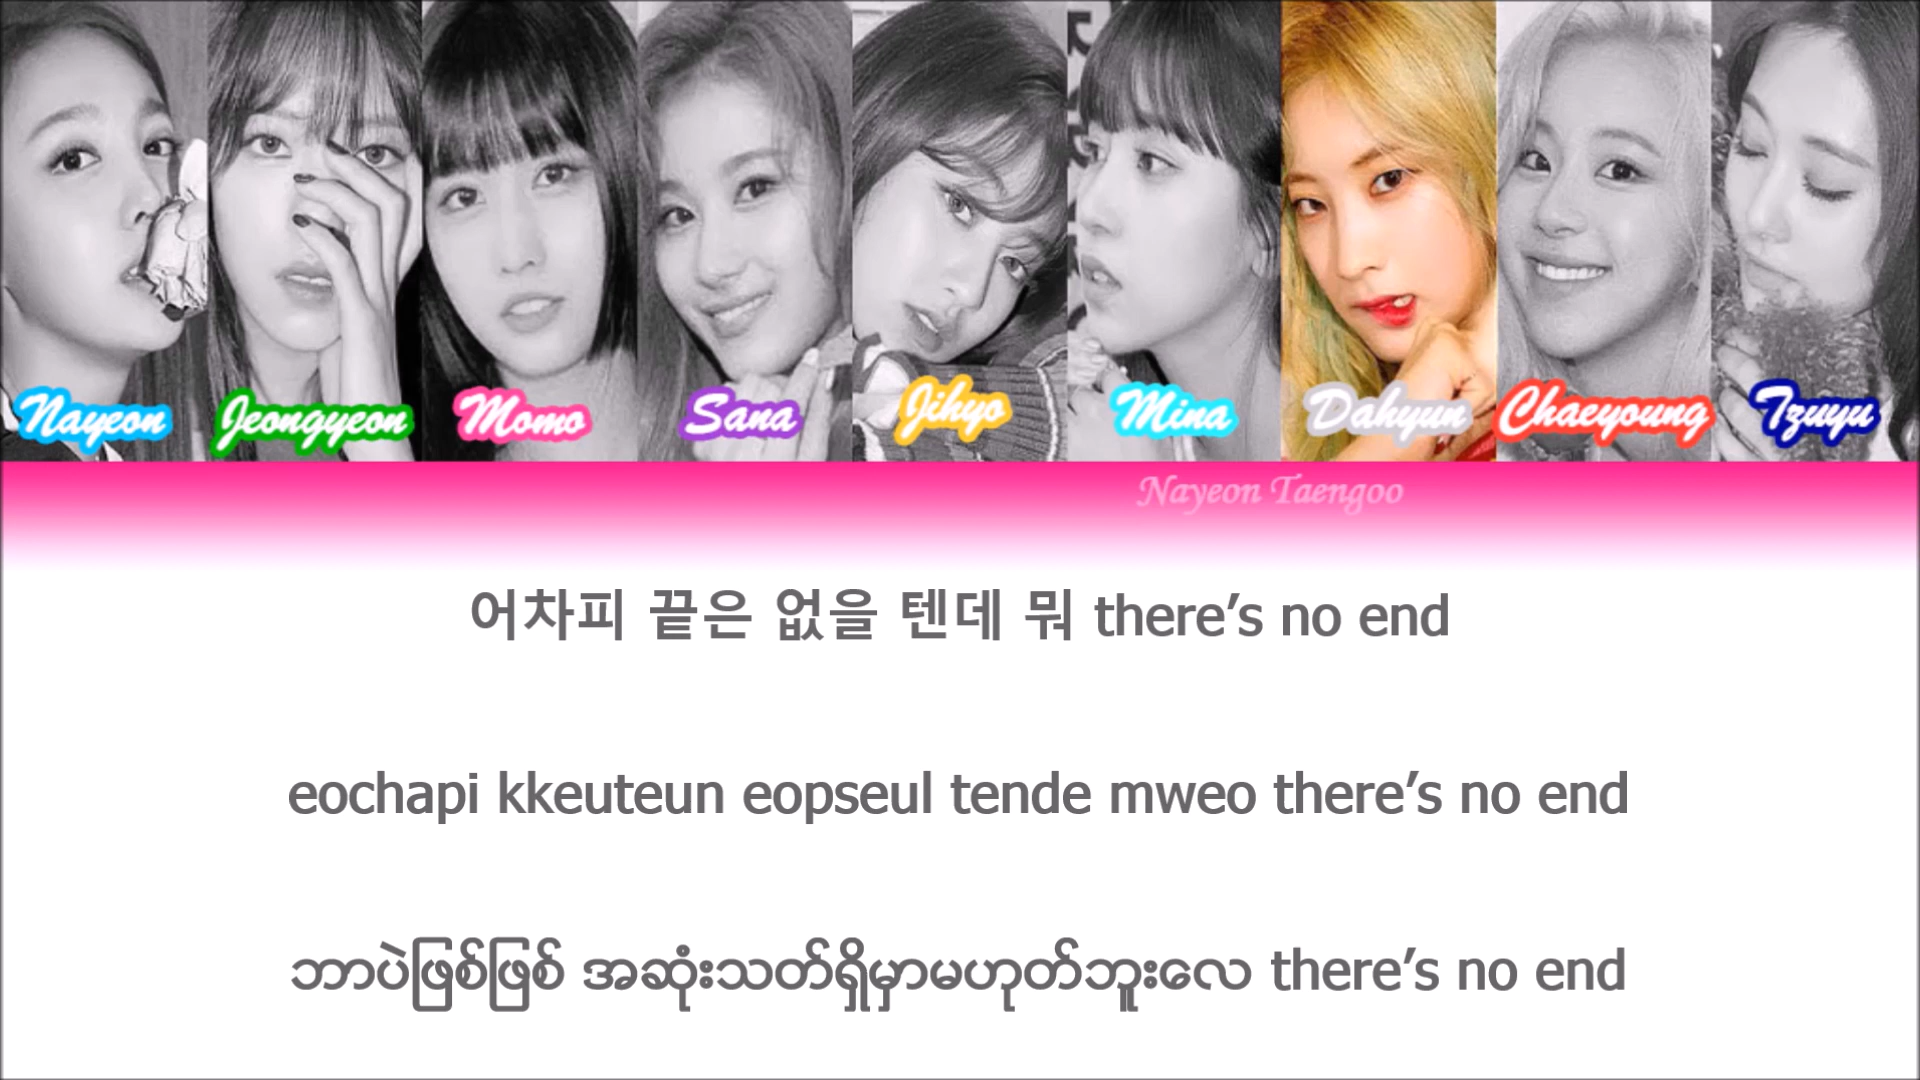 Nayeon Jeongyeon Momo Sana Jihyo Mina Dahyun Chaeyoung Tzuyu
Nayeon Taengoo
어차피 끝은 없을 텐데 뭐 there’s no end
eochapi kkeuteun eopseul tende mweo there’s no end
ဘာပဲဖြစ်ဖြစ် အဆုံးသတ်ရှိမှာမဟုတ်ဘူးလေ there’s no end